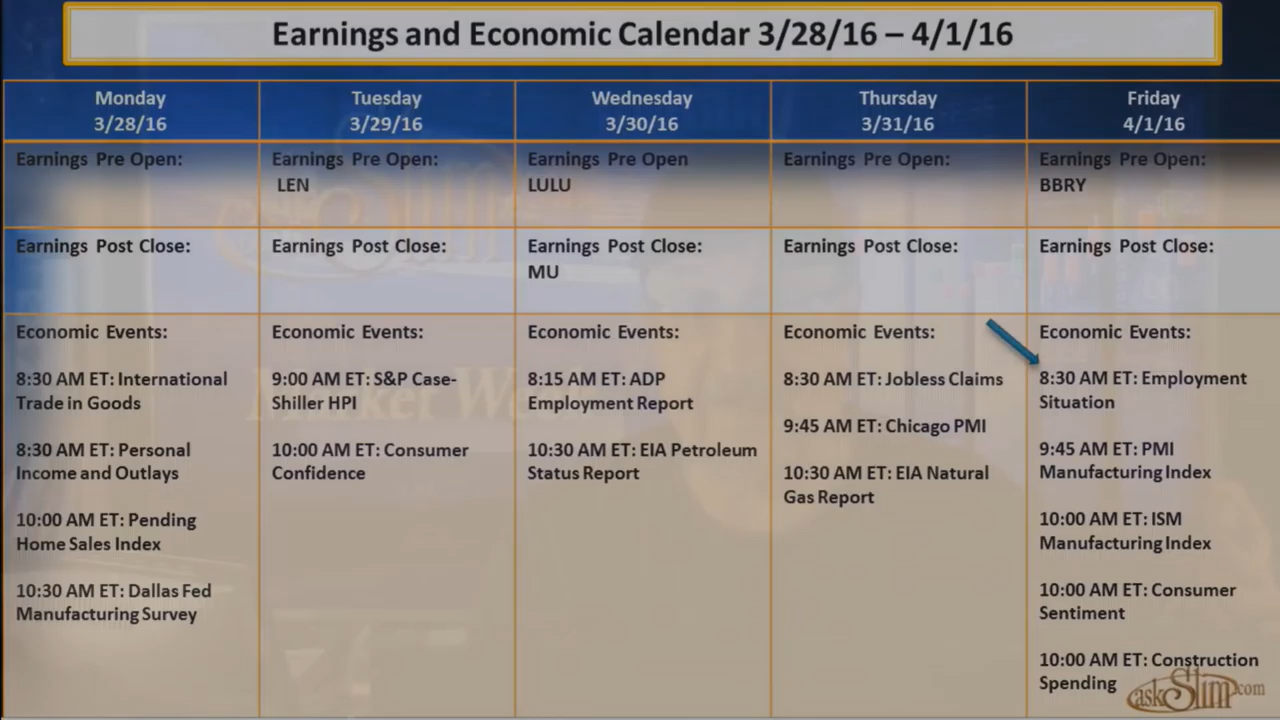 Earnings and Economic Calendar 3/28/16 – 4/1/16
Monday
3/28/16
Tuesday
3/29/16
Wednesday
3/30/16
Thursday
3/31/16
Friday
4/1/16
Earnings Pre Open:
Earnings Pre Open:
LEN
Earnings Pre Open
LULU
Earnings Pre Open:
Earnings Pre Open:
BBRY
Earnings Post Close:
Earnings Post Close:
Earnings Post Close:
MU
Earnings Post Close:
Earnings Post Close:
Economic Events:
8:30 AM ET: International
Trade in Goods
8:30 AM ET: Personal
Income and Outlays
10:00 AM ET: Pending
Home Sales Index
10:30 AM ET: Dallas Fed
Manufacturing Survey
Economic Events:
9:00 AM ET: S&P Case-
Shiller HPI
10:00 AM ET: Consumer
Confidence
Economic Events:
8:15 AM ET: ADP
Employment Report
10:30 AM ET: EIA Petroleum
Status Report
Economic Events:
8:30 AM ET: Jobless Claims
9:45 AM ET: Chicago PMI
10:30 AM ET: EIA Natural
Gas Report
Economic Events:
8:30 AM ET: Employment
Situation
9:45 AM ET: PMI
Manufacturing Index
10:00 AM ET: ISM
Manufacturing Index
10:00 AM ET: Consumer
Sentiment
10:00 AM ET: Construction
Spending
askSlim.com